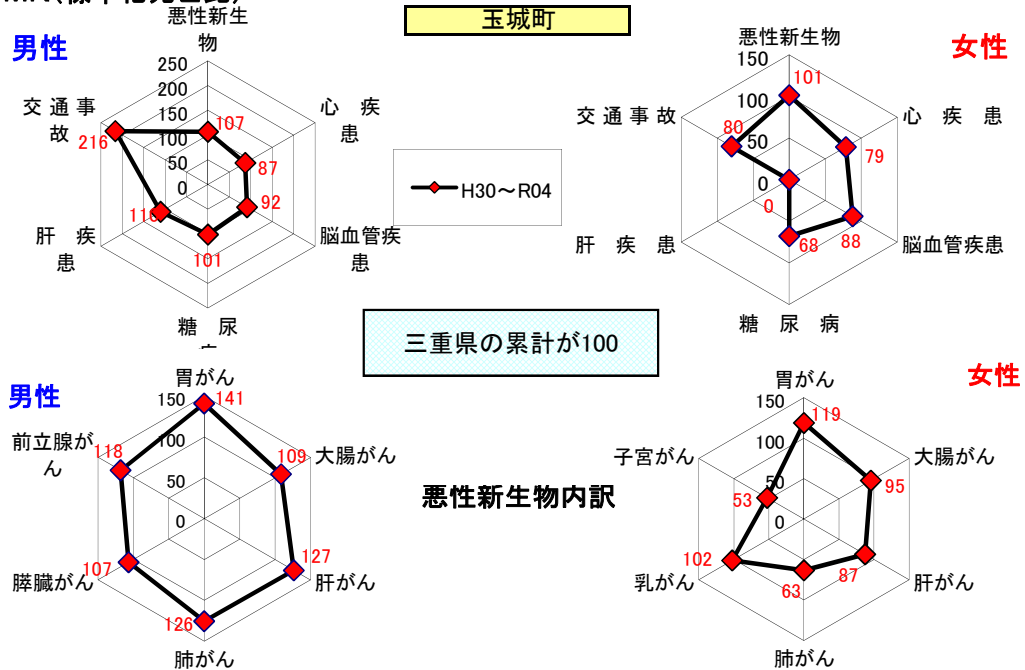 玉城町
男性
悪性新生
物
250
200
150
100
50
0
107
心 疾
患
87
92
脳血管疾
患
101
糖 尿
肝 疾
患
交 通 事
故
216
H30～R04
女性
悪性新生物
150
100
50
0
101
心 疾 患
79
脳血管疾患
88
糖 尿 病
68
肝 疾 患
0
交 通 事 故
80
三重県の累計が100
男性
胃がん
150
100
50
0
141
大腸がん
109
肝がん
127
肺がん
126
膵臓がん
107
前立腺が
ん
118
悪性新生物内訳
女性
胃がん
150
100
50
0
119
大腸がん
95
肝がん
87
肺がん
63
乳がん
102
子宮がん
53